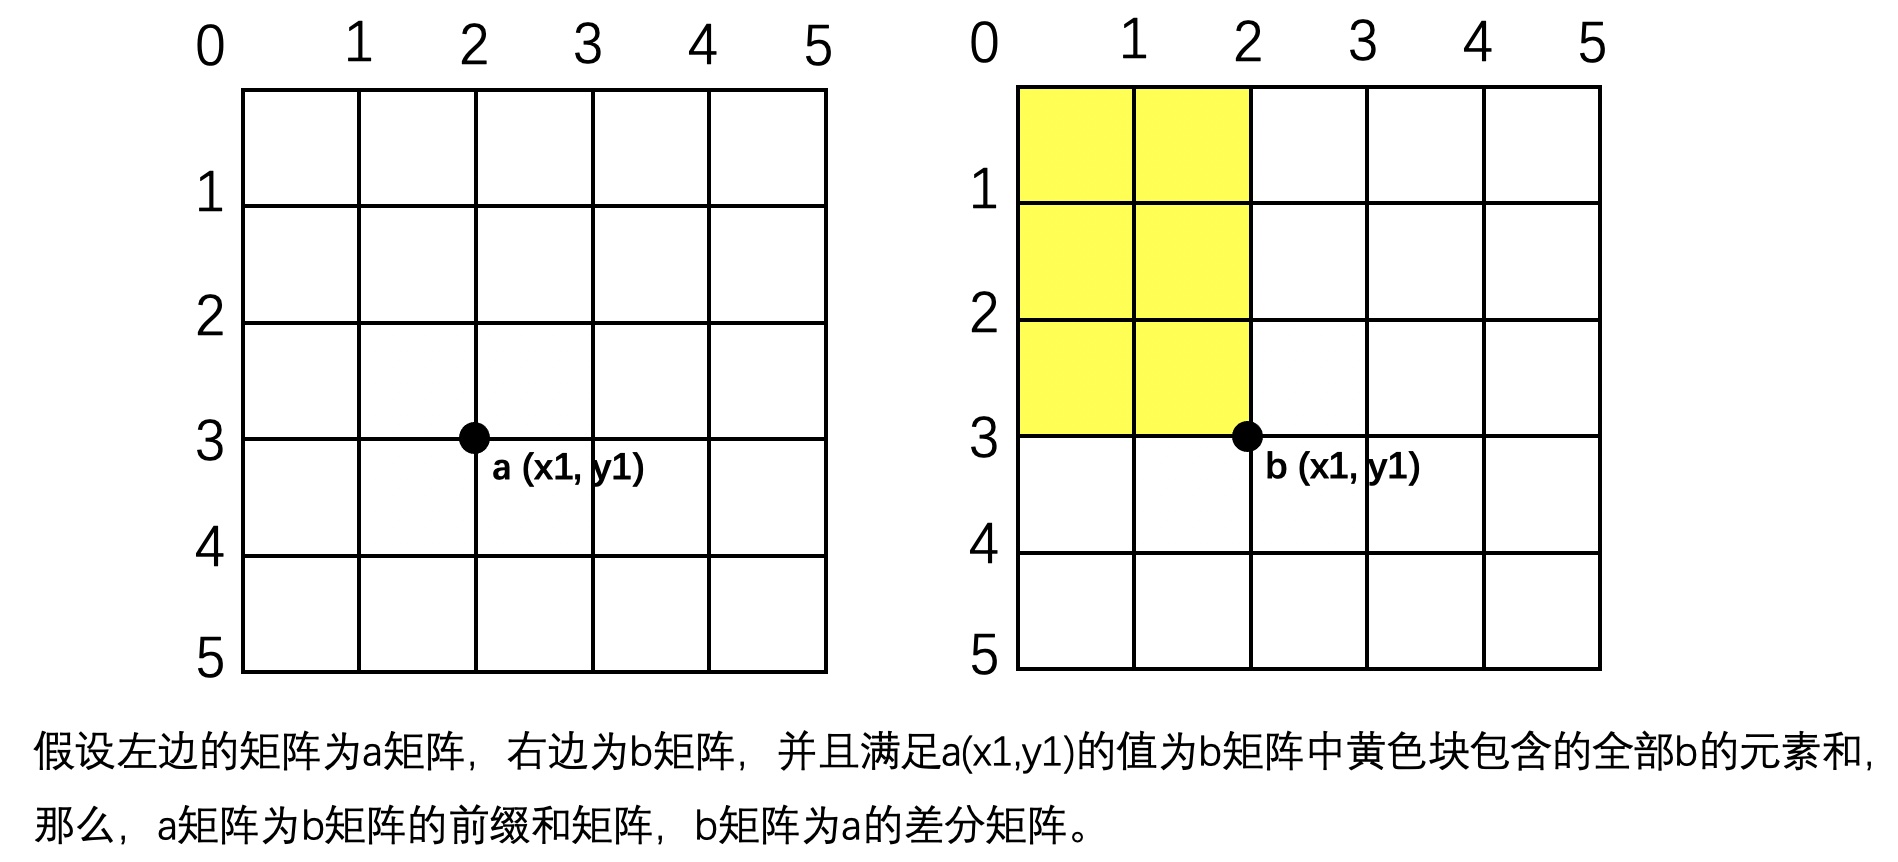 0 1 2 3 4 5 0 1 2 3 4 5
1 1
2 2
3 3
a (x1, y1) b (x1, y1)
4 4
5 5
假设左边的矩阵为a矩阵，右边为b矩阵，并且满足a(x1,y1)的值为b矩阵中黄色块包含的全部b的元素和，
那么，a矩阵为b矩阵的前缀和矩阵，b矩阵为a的差分矩阵。